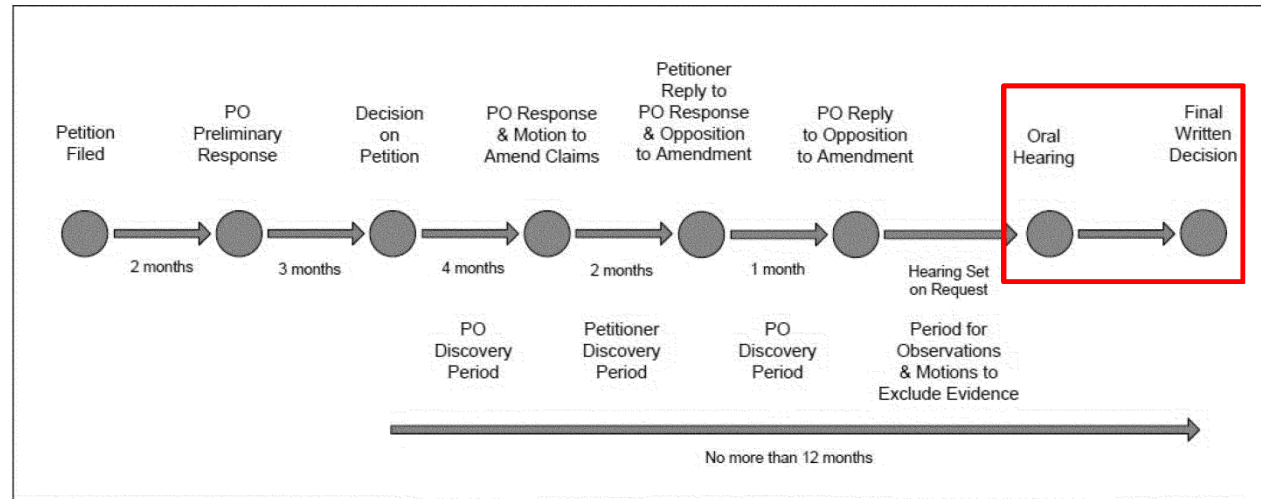 Petition
Filed
PO
Preliminary
Response
Decision
on
Petition
PO Response
& Motion to
Amend Claims
Petitioner
Reply to
PO Response
& Opposition
to Amendment
PO Reply
to Opposition
to Amendment
Oral
Hearing
Final
Written
Decision
2 months
3 months
4 months
2 months
1 month
Hearing Set
on Request
PO
Discovery
Period
Petitioner
Discovery
Period
PO
Discovery
Period
Period for
Observations
& Motions to
Exclude Evidence
No more than 12 months